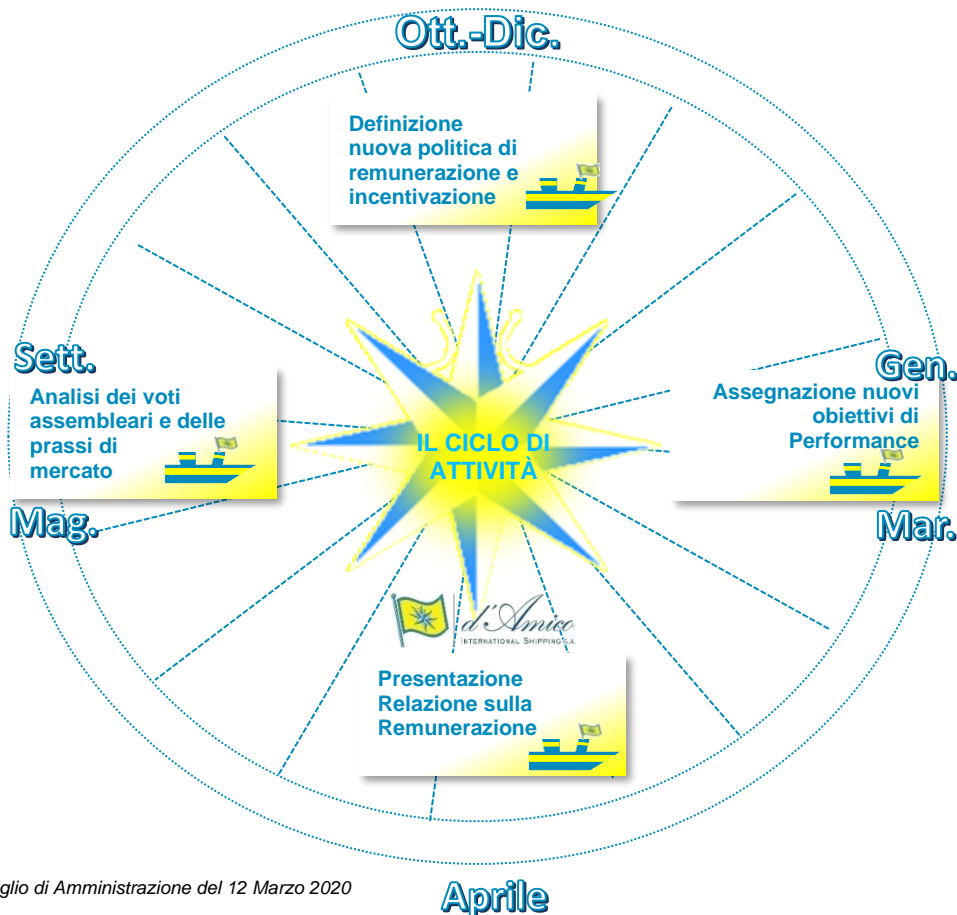 Ott.-Dic.
Definizione
nuova politica di
remunerazione e
incentivazione
Sett.
Analisi dei voti
assembleari e delle
prassi di
mercato
Mag.
IL CICLO DI
ATTIVITÀ
Gen.
Assegnazione nuovi
obiettivi di
Performance
Mar.
d'Amico
INTERNATIONAL SHIPPING S.A.
Presentazione
Relazione sulla
Remunerazione
glio di Amministrazione del 12 Marzo 2020
Aprile